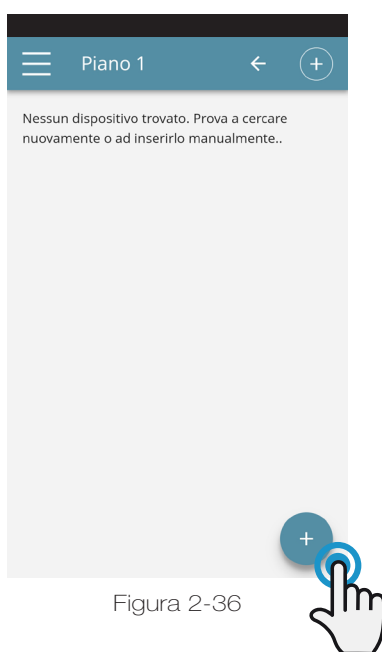 Piano 1
Nessun dispositivo trovato. Prova a cercare
nuovamente o ad inserirlo manualmente..
Figura 2-36